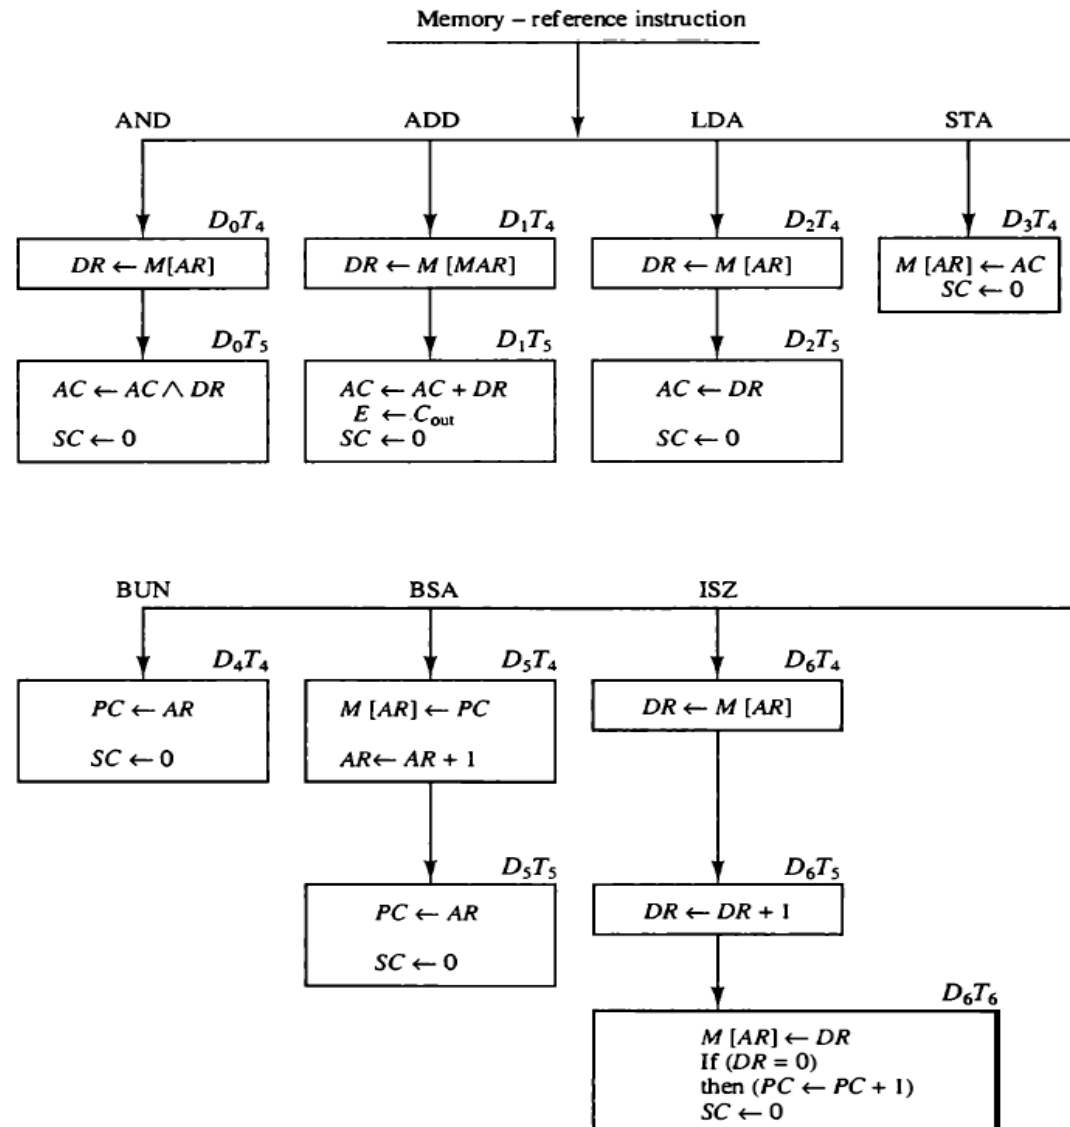 Memory – reference instruction
AND ADD LDA STA
D₀T₄ D₁T₄ D₂T₄ D₃T₄
DR ← M[AR] DR ← M [MAR] DR ← M [AR] M [AR] ← AC
SC ← 0
D₀T₅ D₁T₅ D₂T₅
AC ← AC ∧ DR AC ← AC + DR AC ← DR
E ← C_out
SC ← 0 SC ← 0 SC ← 0
BUN BSA ISZ
D₄T₄ D₅T₄ D₆T₄
PC ← AR M [AR] ← PC DR ← M [AR]
SC ← 0 AR ← AR + 1
D₅T₅ D₆T₅
PC ← AR DR ← DR + 1
SC ← 0
D₆T₆
M [AR] ← DR
If (DR = 0)
then (PC ← PC + 1)
SC ← 0